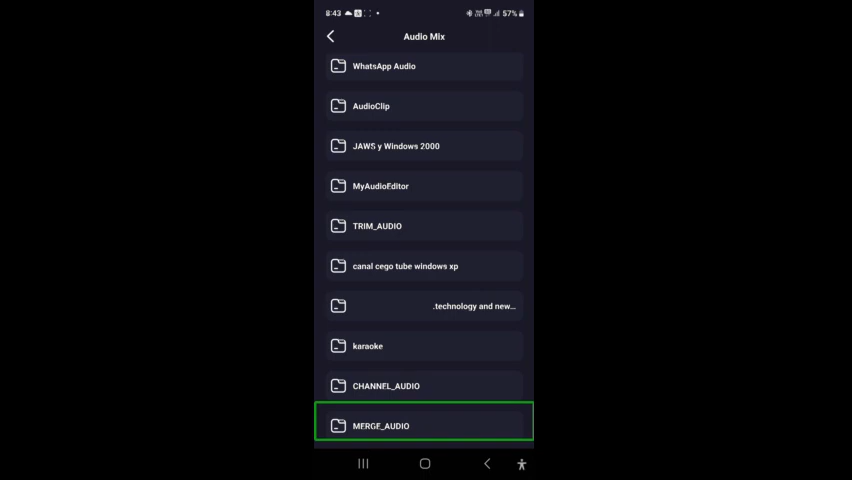 8:43
57%
Audio Mix
WhatsApp Audio
AudioClip
JAWS y Windows 2000
MyAudioEditor
TRIM_AUDIO
canal cego tube windows xp
.technology and new...
karaoke
CHANNEL_AUDIO
MERGE_AUDIO